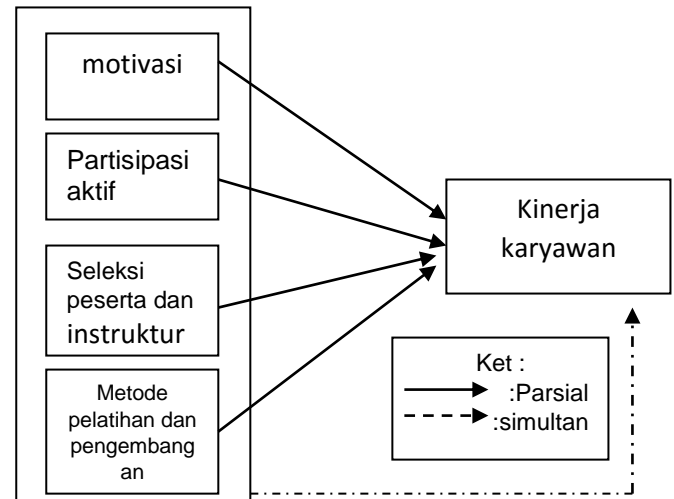 motivasi
Partisipasi
aktif
Seleksi
peserta dan
instruktur
Metode
pelatihan dan
pengembang
an
Kinerja
karyawan
Ket :
:Parsial
:simultan